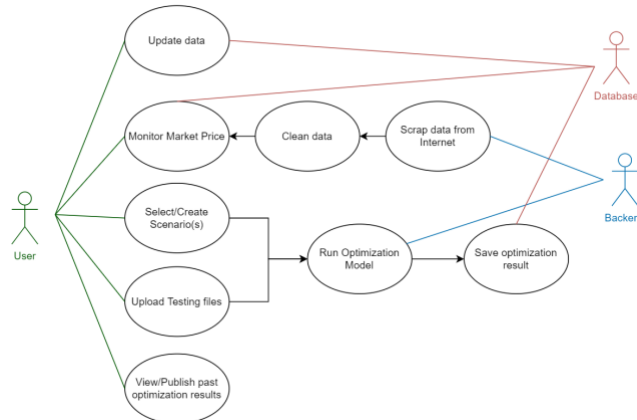 Update data
Database
Monitor Market Price
Clean data
Scrap data from
Internet
User
Select/Create
Scenario(s)
Run Optimization
Model
Save optimization
result
Upload Testing files
View/Publish past
optimization results